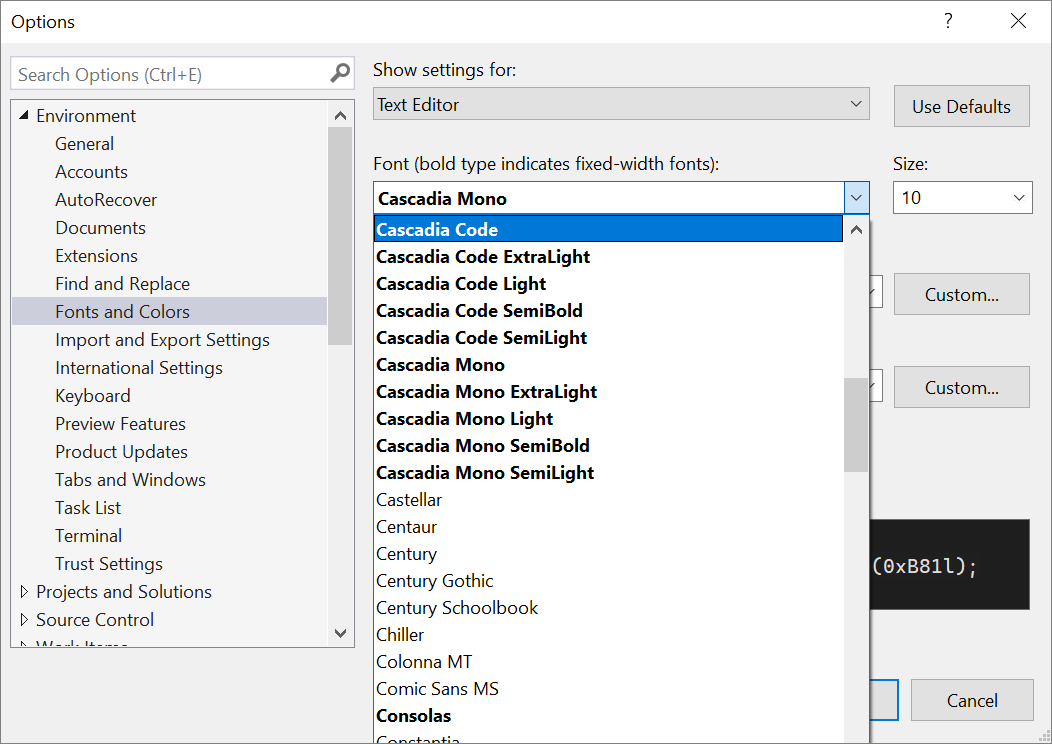 Options
?
Search Options (Ctrl+E)
Environment
General
Accounts
AutoRecover
Documents
Extensions
Find and Replace
Fonts and Colors
Import and Export Settings
International Settings
Keyboard
Preview Features
Product Updates
Tabs and Windows
Task List
Terminal
Trust Settings
Projects and Solutions
Source Control
Work Items
Show settings for:
Text Editor
Use Defaults
Font (bold type indicates fixed-width fonts):
Size:
Cascadia Mono
10
Cascadia Code
Cascadia Code ExtraLight
Cascadia Code Light
Cascadia Code SemiBold
Cascadia Code SemiLight
Cascadia Mono
Cascadia Mono ExtraLight
Cascadia Mono Light
Cascadia Mono SemiBold
Cascadia Mono SemiLight
Castellar
Centaur
Century
Century Gothic
Century Schoolbook
Chiller
Colonna MT
Comic Sans MS
Consolas
Constantia
Custom...
Custom...
(0xB81l);
Cancel